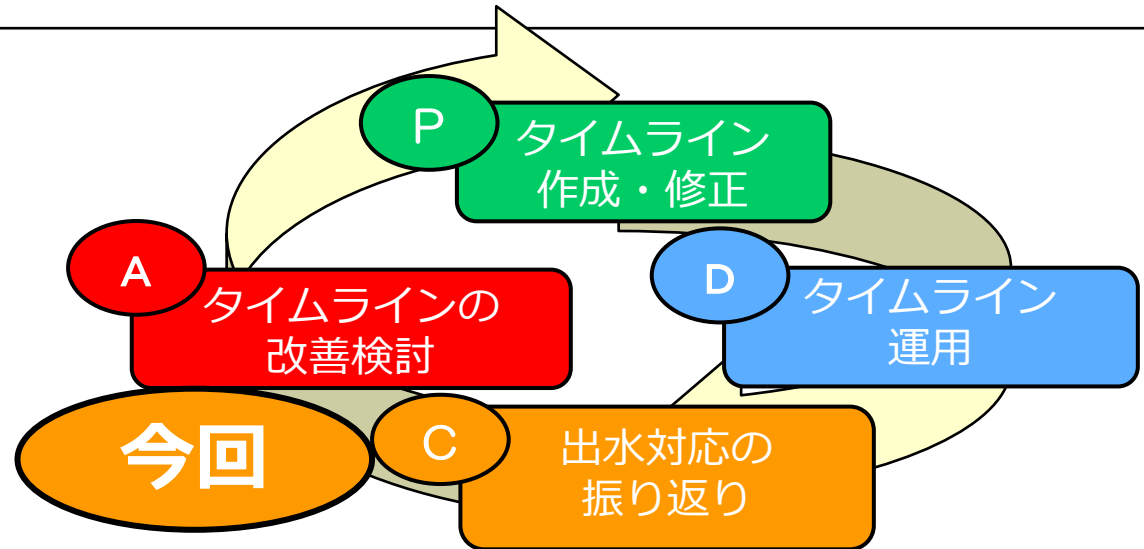 P
タイムライン
作成・修正
D
タイムライン
運用
C
出水対応の
振り返り
A
タイムラインの
改善検討
今回